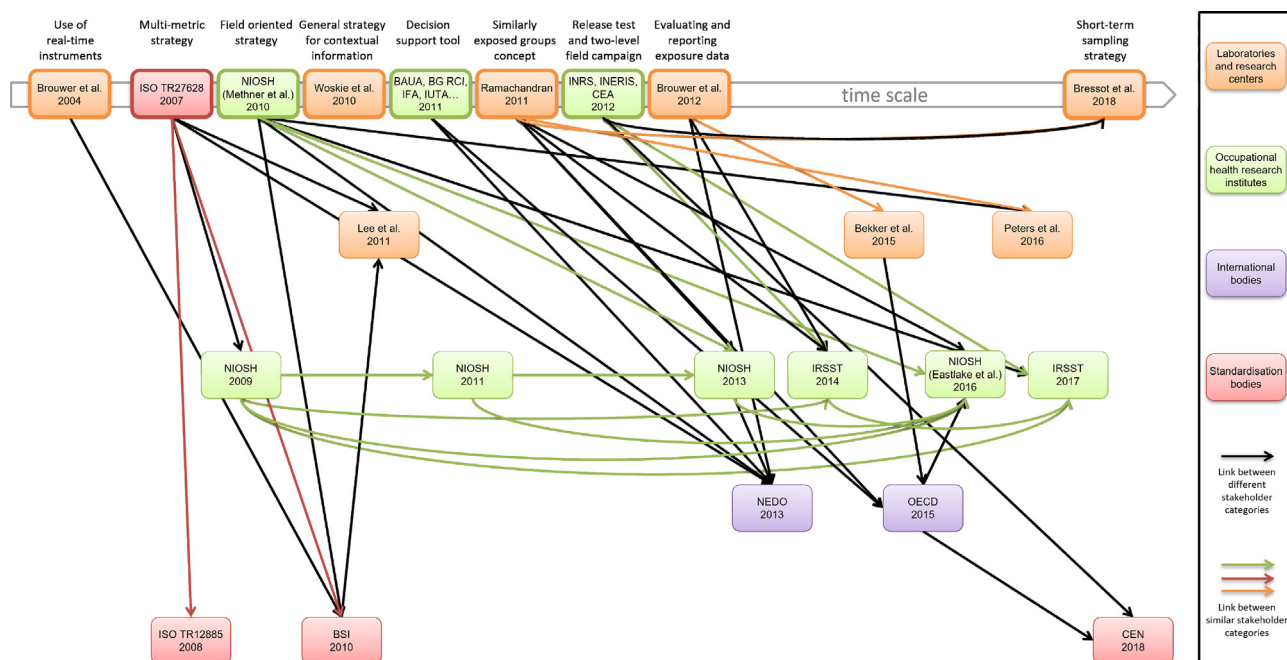 Use of
real-time
instruments
Multi-metric
strategy
Field oriented
strategy
General strategy
for contextual
information
Decision
support tool
Similarly
exposed groups
concept
Release test
and two-level
field campaign
Evaluating and
reporting
exposure data
Short-term
sampling
strategy
Brouwer et al.
2004
ISO TR27628
2007
NIOSH
(Methner et al.)
2010
Woskie et al.
2010
BAUA, BG RCI,
IFA, IUTA...
2011
Ramachandran
2011
INRS, INERIS,
CEA
2012
Brouwer et al.
2012
time scale
Bressot et al.
2018
Lee et al.
2011
Bekker et al.
2015
Peters et al.
2016
NIOSH
2009
NIOSH
2011
NIOSH
2013
IRSST
2014
NIOSH
(Eastlake et al.)
2016
IRSST
2017
NEDO
2013
OECD
2015
ISO TR12885
2008
BSI
2010
CEN
2018
Laboratories
and research
centers
Occupational
health research
institutes
International
bodies
Standardisation
bodies
Link between
different
stakeholder
categories
Link between
similar stakeholder
categories